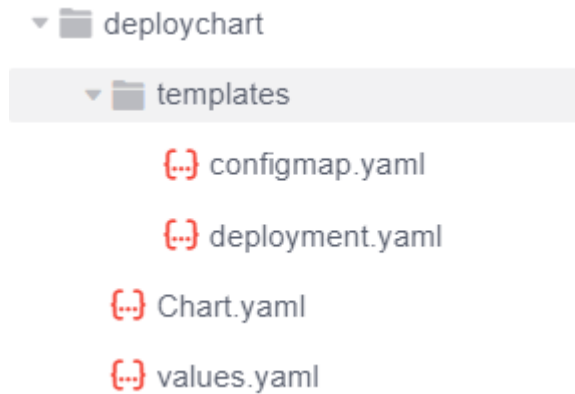 deploychart
templates
configmap.yaml
deployment.yaml
Chart.yaml
values.yaml